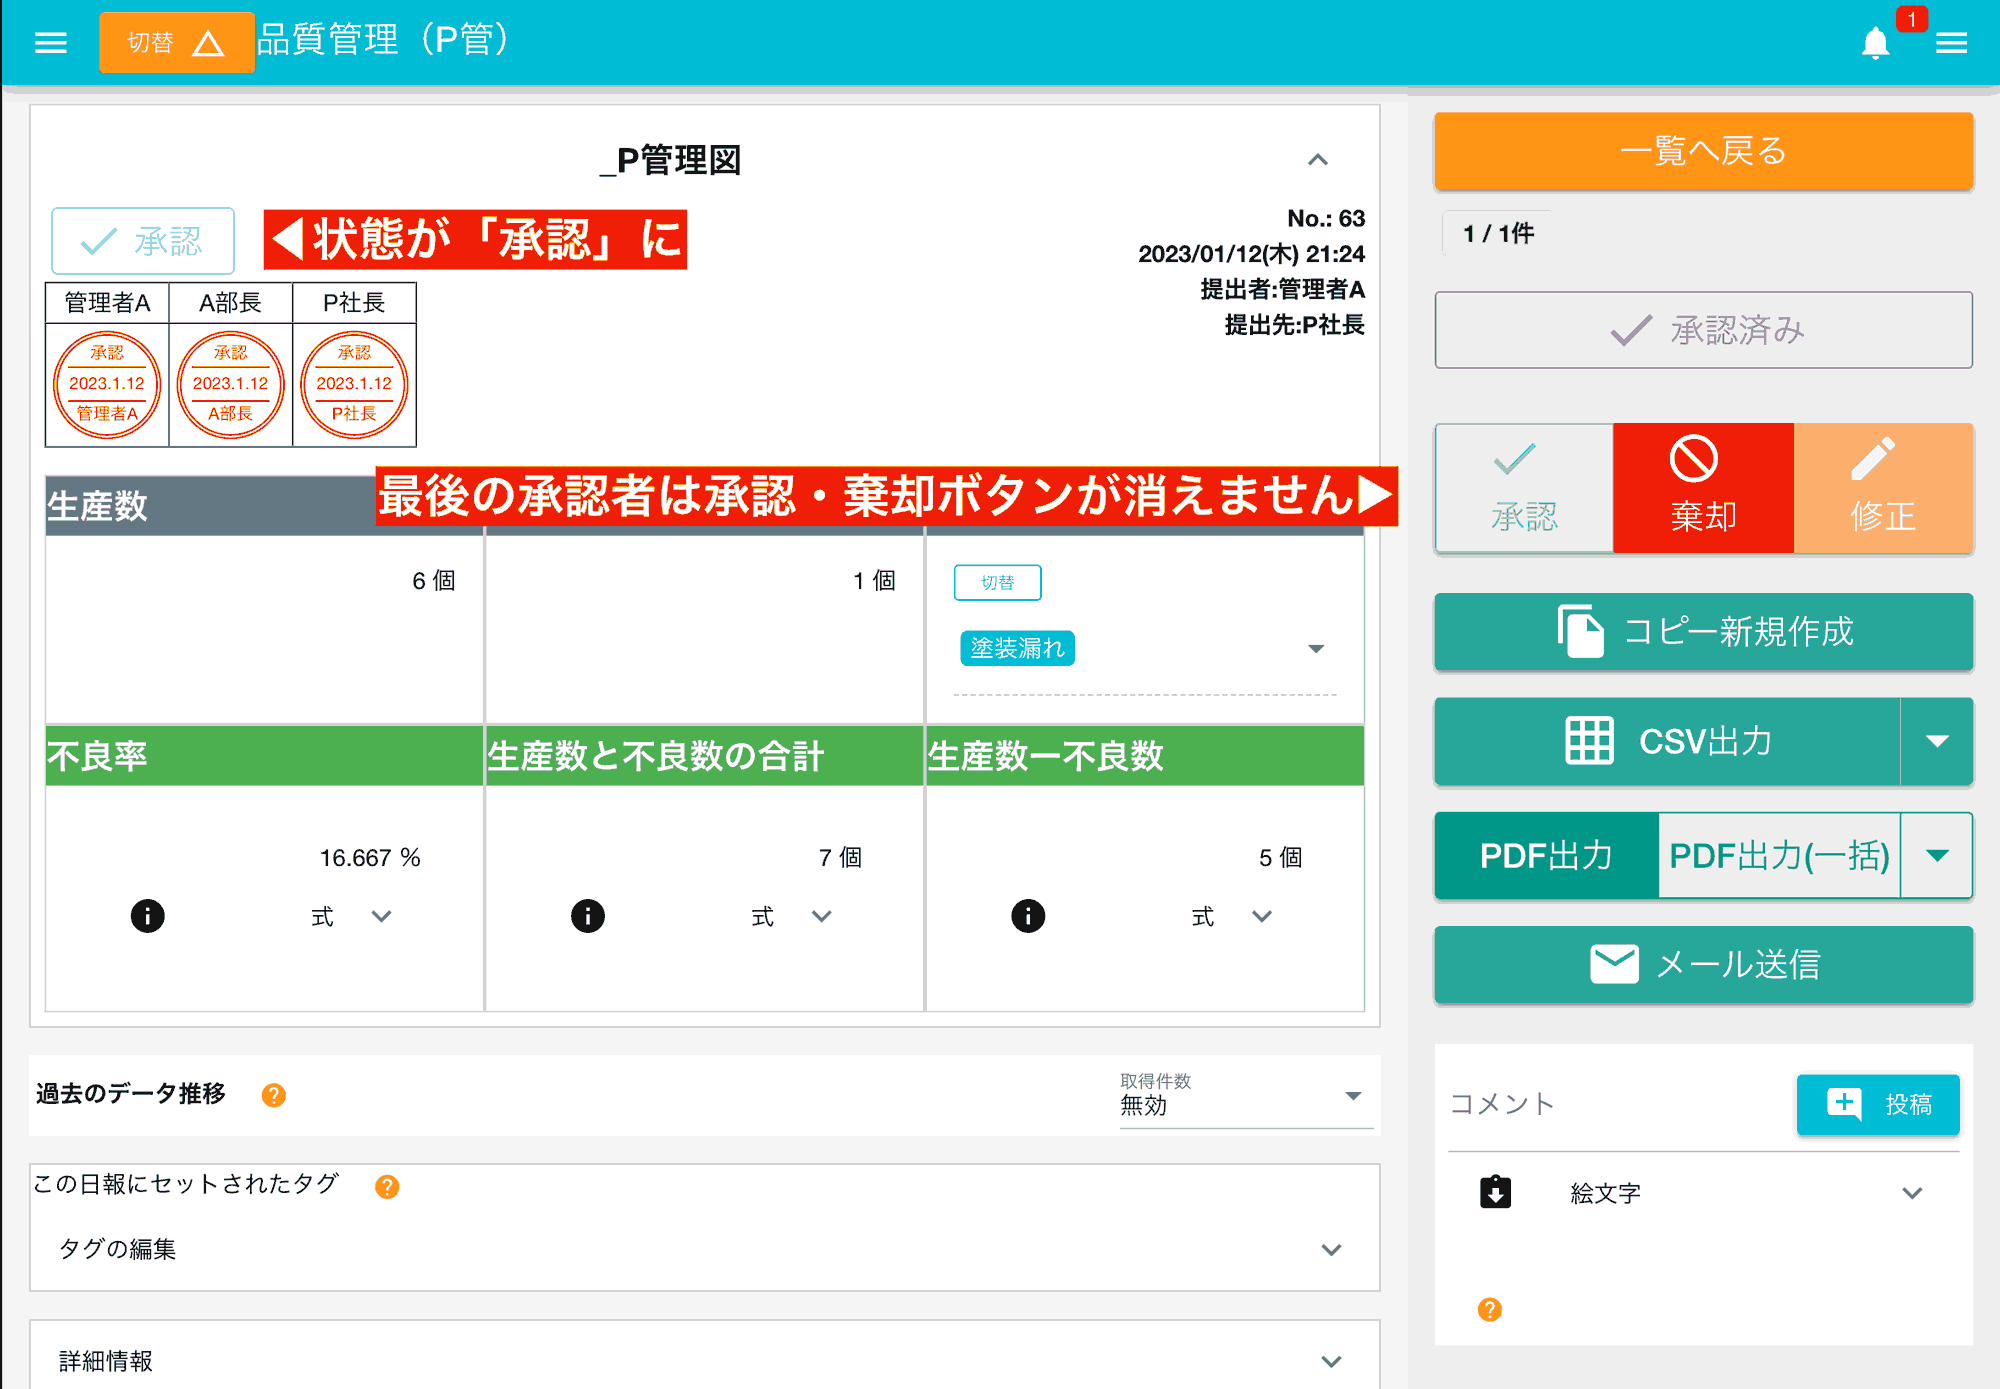 切替 品質管理（P管）
1
_P管理図
承認
◀状態が「承認」に
No.: 63
2023/01/12(木) 21:24
提出者:管理者A
提出先:P社長
管理者A A部長 P社長
承認 2023.1.12 管理者A
承認 2023.1.12 A部長
承認 2023.1.12 P社長
生産数
最後の承認者は承認・棄却ボタンが消えません▶
6 個
1 個
切替
塗装漏れ
不良率 生産数と不良数の合計 生産数ー不良数
16.667 % 7 個 5 個
式 式 式
過去のデータ推移
取得件数
無効
この日報にセットされたタグ
タグの編集
詳細情報
一覧へ戻る
1 / 1件
承認済み
承認 棄却 修正
コピー新規作成
CSV出力
PDF出力 PDF出力(一括)
メール送信
コメント
投稿
絵文字